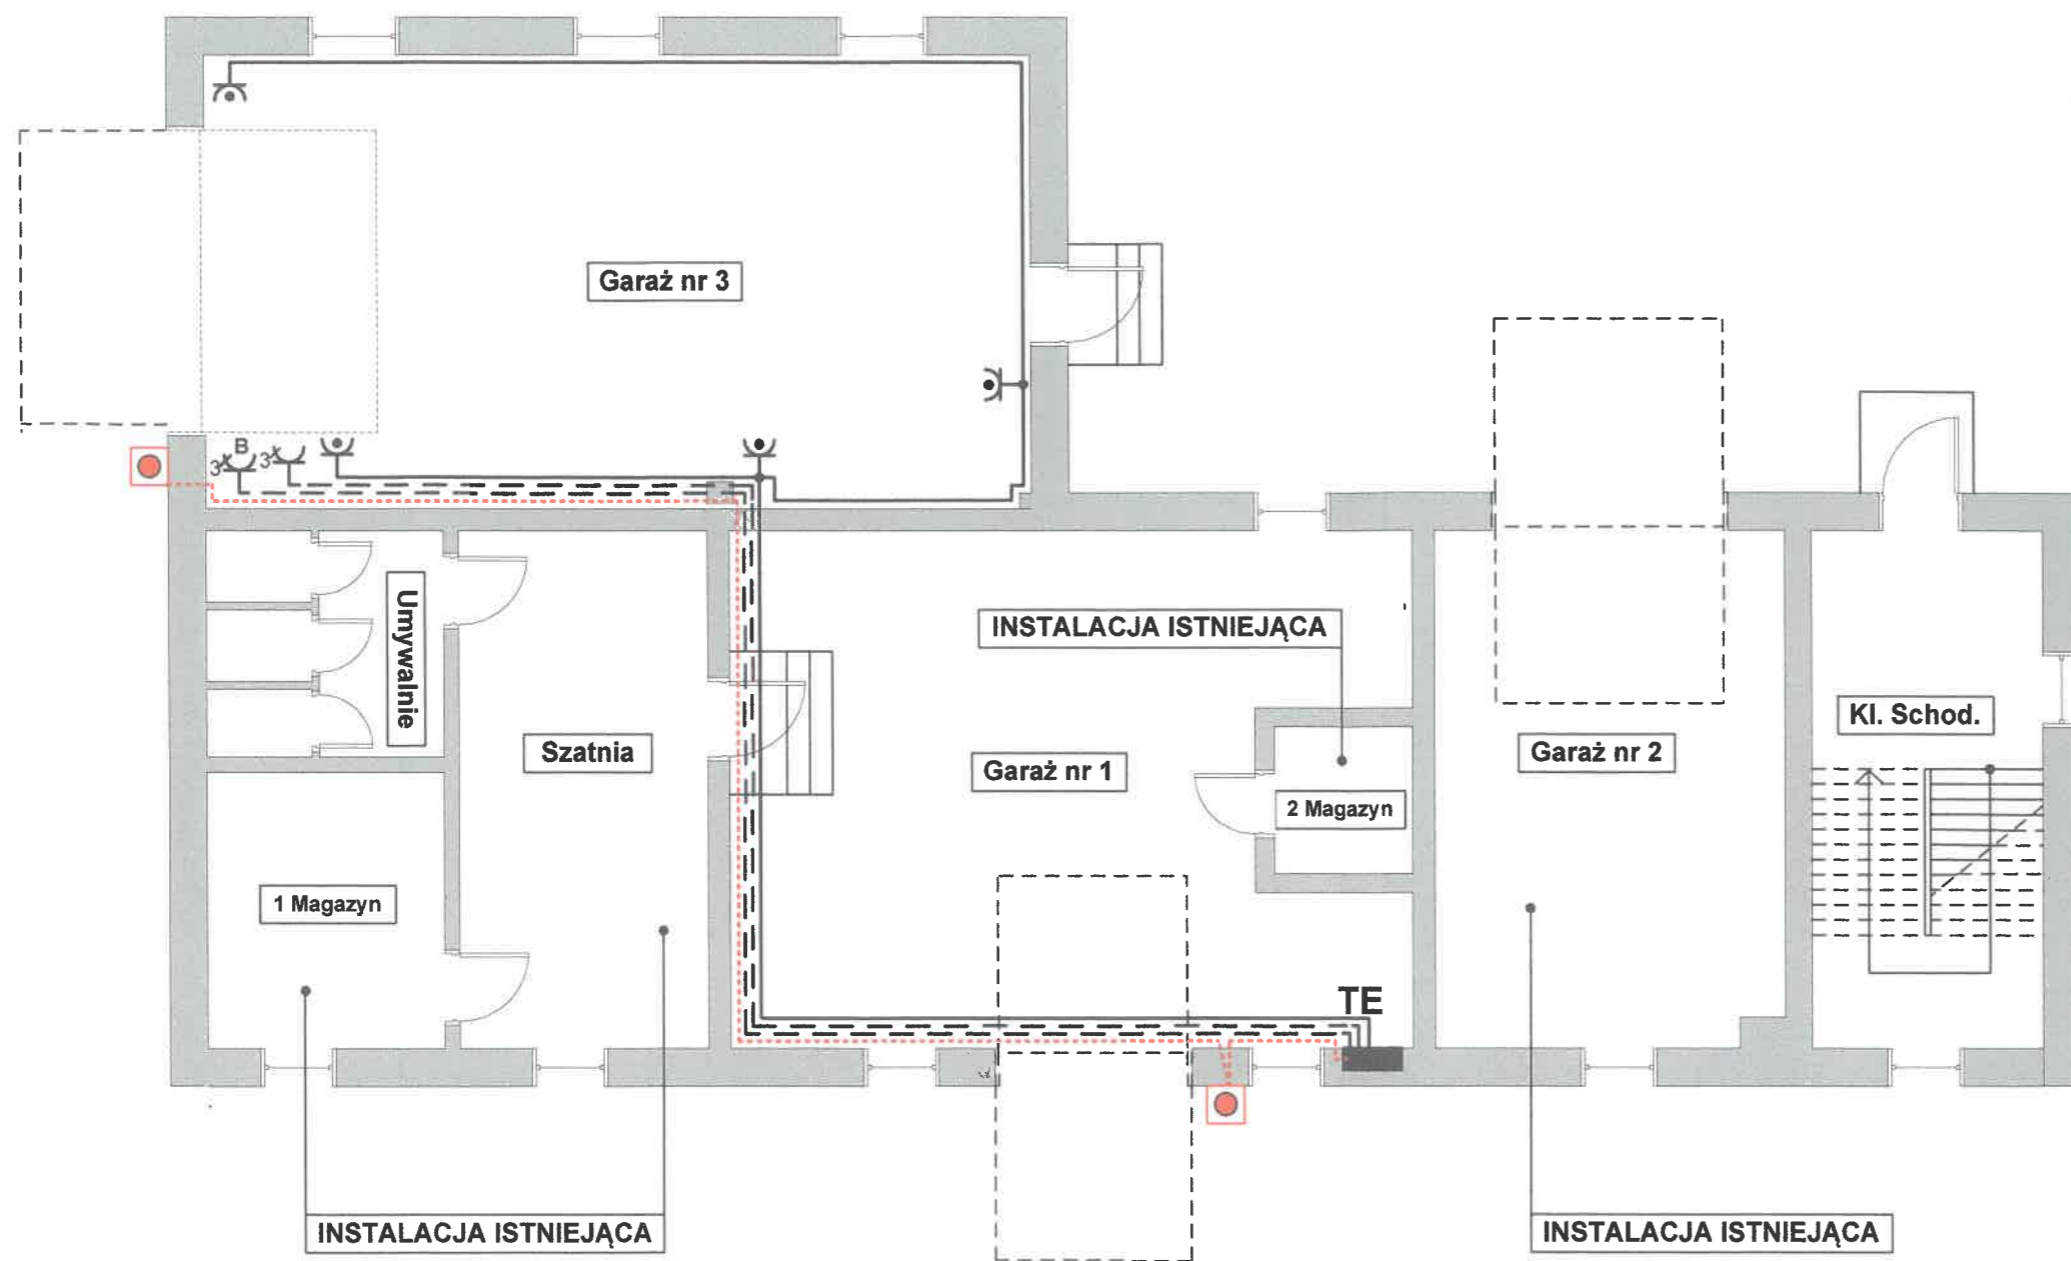 Garaż nr 3
B
3
3
Umywalnie
INSTALACJA ISTNIEJĄCA
Szatnia
Garaż nr 1
2 Magazyn
Garaż nr 2
Kl. Schod.
1 Magazyn
TE
INSTALACJA ISTNIEJĄCA
INSTALACJA ISTNIEJĄCA